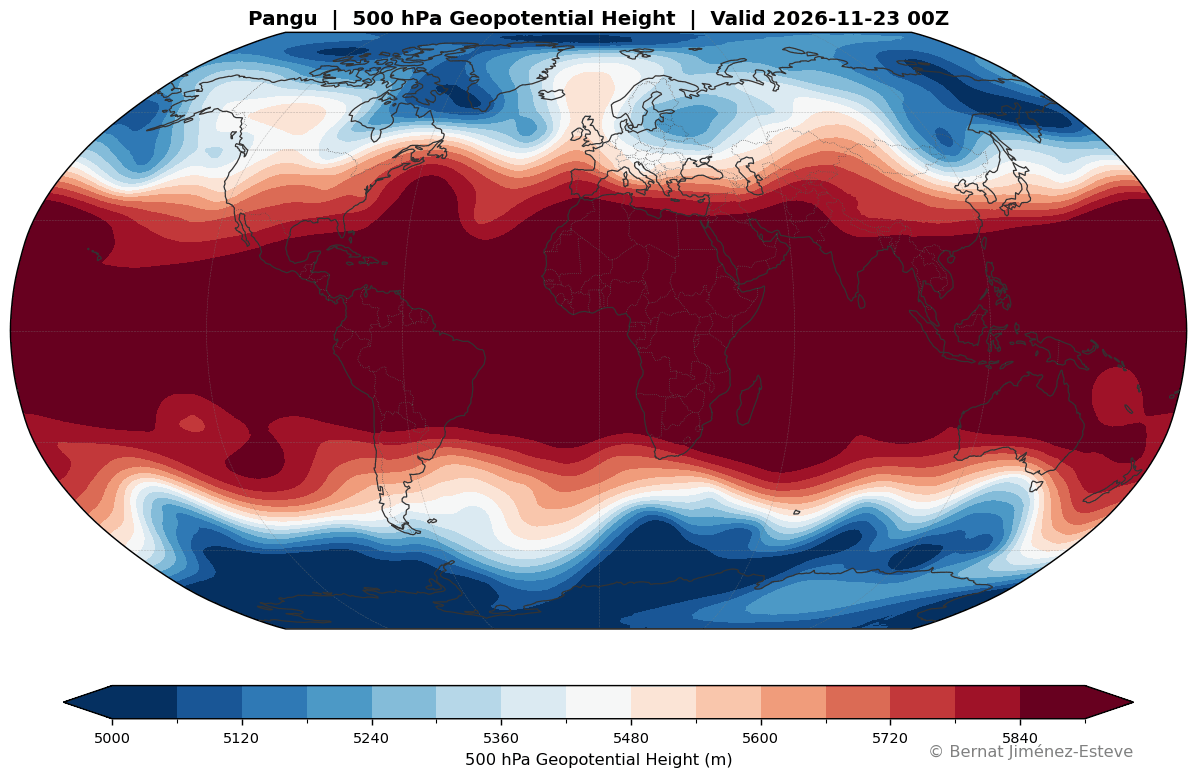 Pangu  |  500 hPa Geopotential Height  |  Valid 2026-11-23 00Z
5000 5120 5240 5360 5480 5600 5720 5840
500 hPa Geopotential Height (m)
© Bernat Jiménez-Esteve